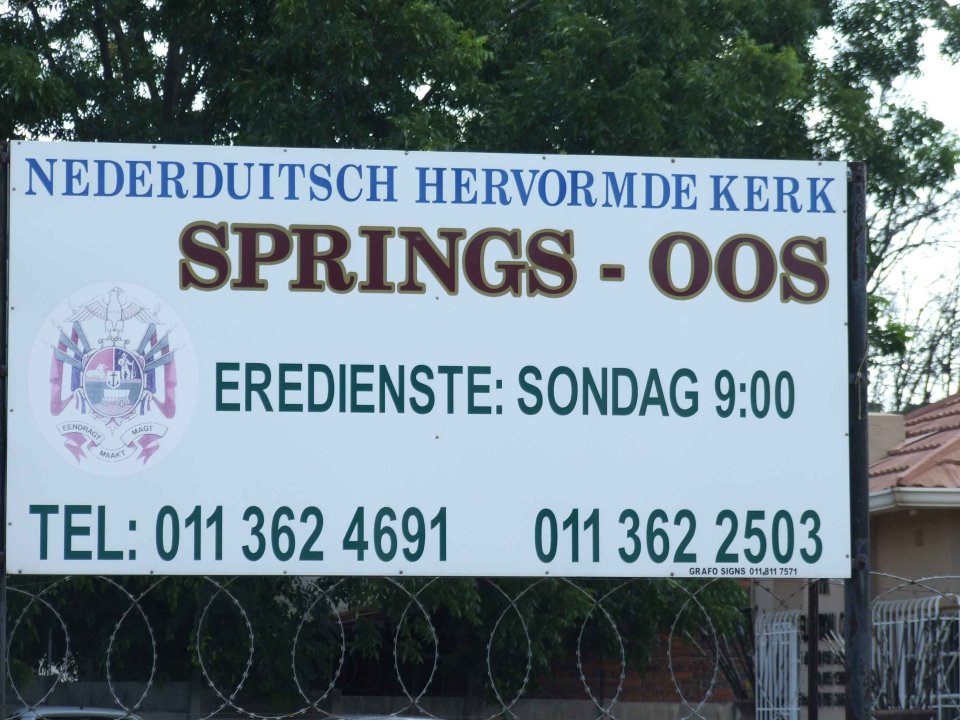 NEDERDUITSCH HERVORMDE KERK
SPRINGS - OOS
EREDIENSTE: SONDAG 9:00
EENDRAGT MAAKT MAGT
TEL: 011 362 4691 011 362 2503
GRAFO SIGNS 011 811 7571